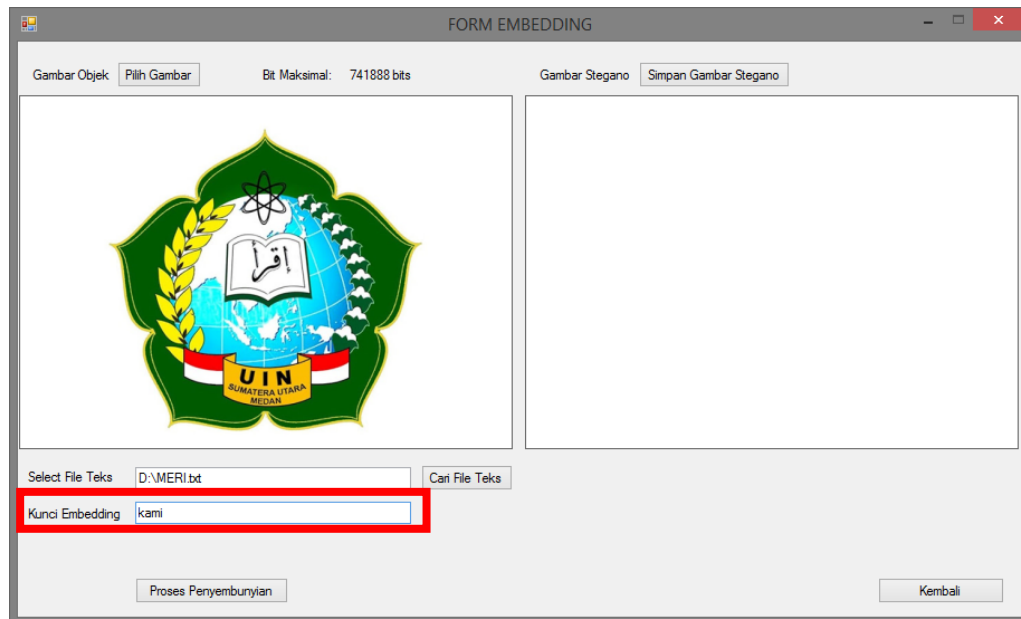 FORM EMBEDDING
Gambar Objek Pilih Gambar Bit Maksimal: 741888 bits Gambar Stegano Simpan Gambar Stegano
إقرأ
UIN
SUMATERA UTARA
MEDAN
Select File Teks D:\MERI.txt Cari File Teks
Kunci Embedding kami
Proses Penyembunyian Kembali